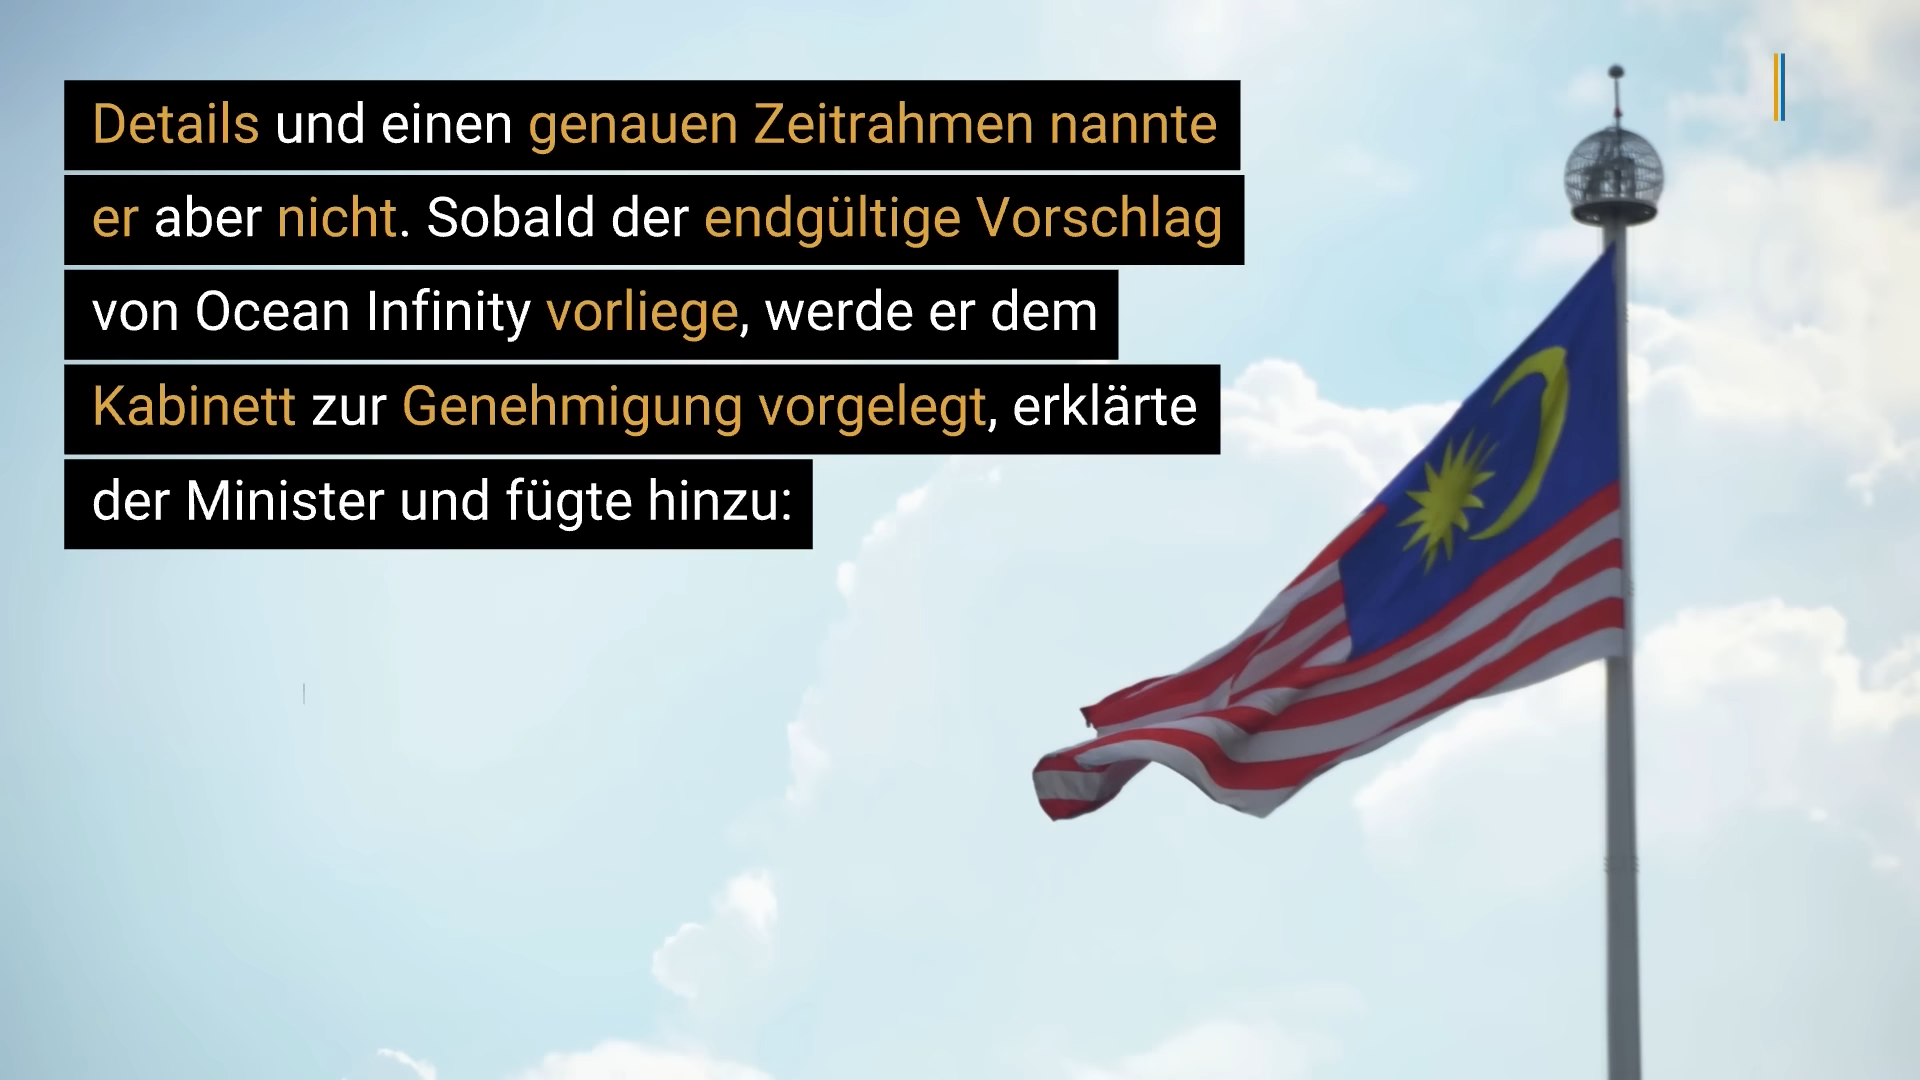 Details und einen genauen Zeitrahmen nannte
er aber nicht. Sobald der endgültige Vorschlag
von Ocean Infinity vorliege, werde er dem
Kabinett zur Genehmigung vorgelegt, erklärte
der Minister und fügte hinzu: